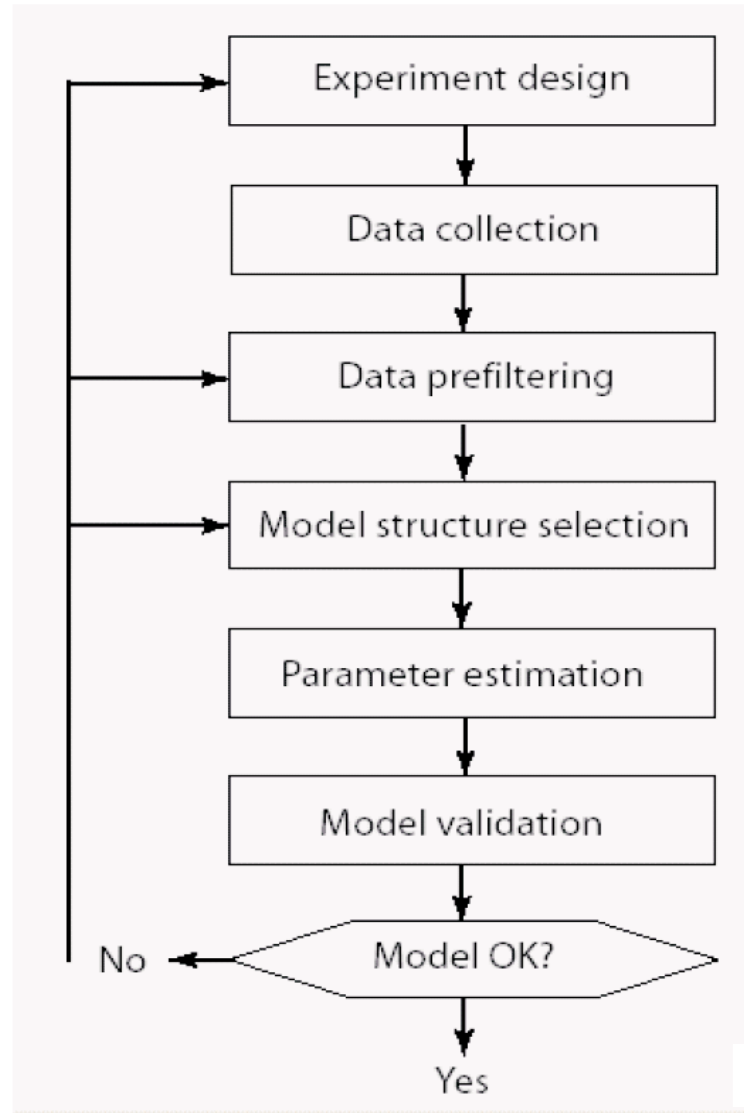 Experiment design
Data collection
Data prefiltering
Model structure selection
Parameter estimation
Model validation
Model OK?
No
Yes